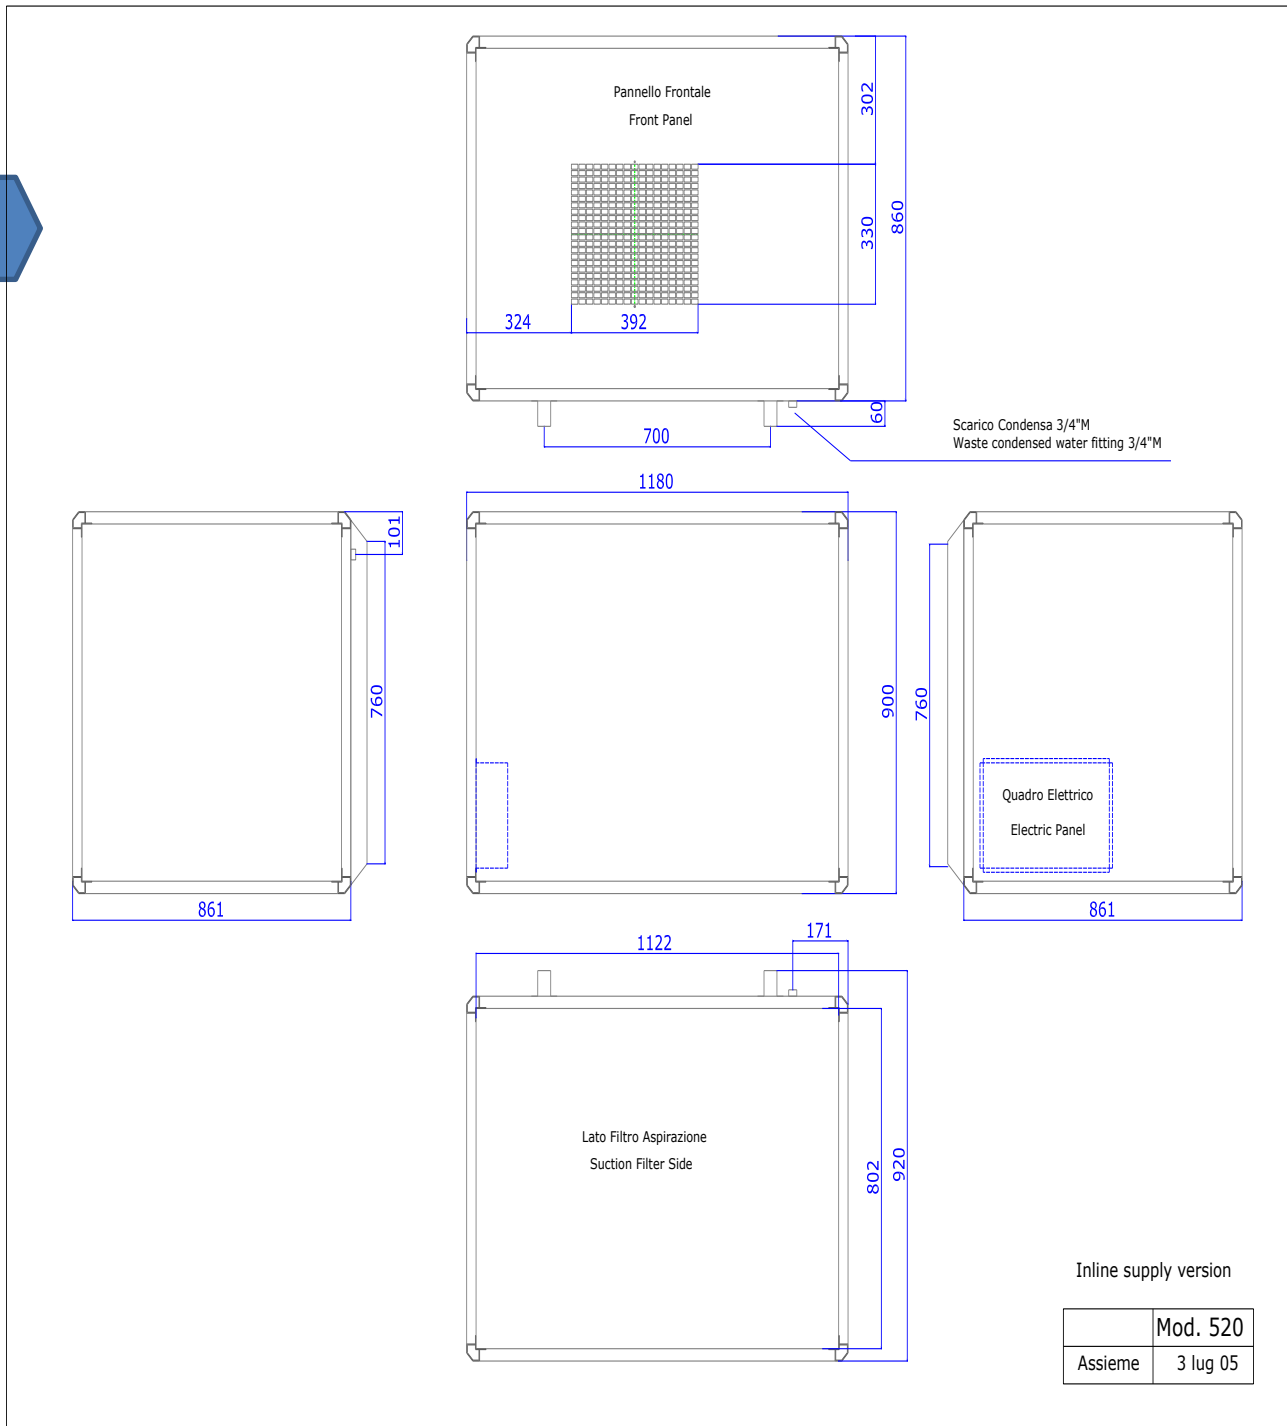 Pannello Frontale
Front Panel
302
330
860
324
392
60
700
Scarico Condensa 3/4"M
Waste condensed water fitting 3/4"M
1180
101
760
900
760
Quadro Elettrico
Electric Panel
861
861
171
1122
Lato Filtro Aspirazione
Suction Filter Side
802
920
Inline supply version
Mod. 520
Assieme 3 lug 05